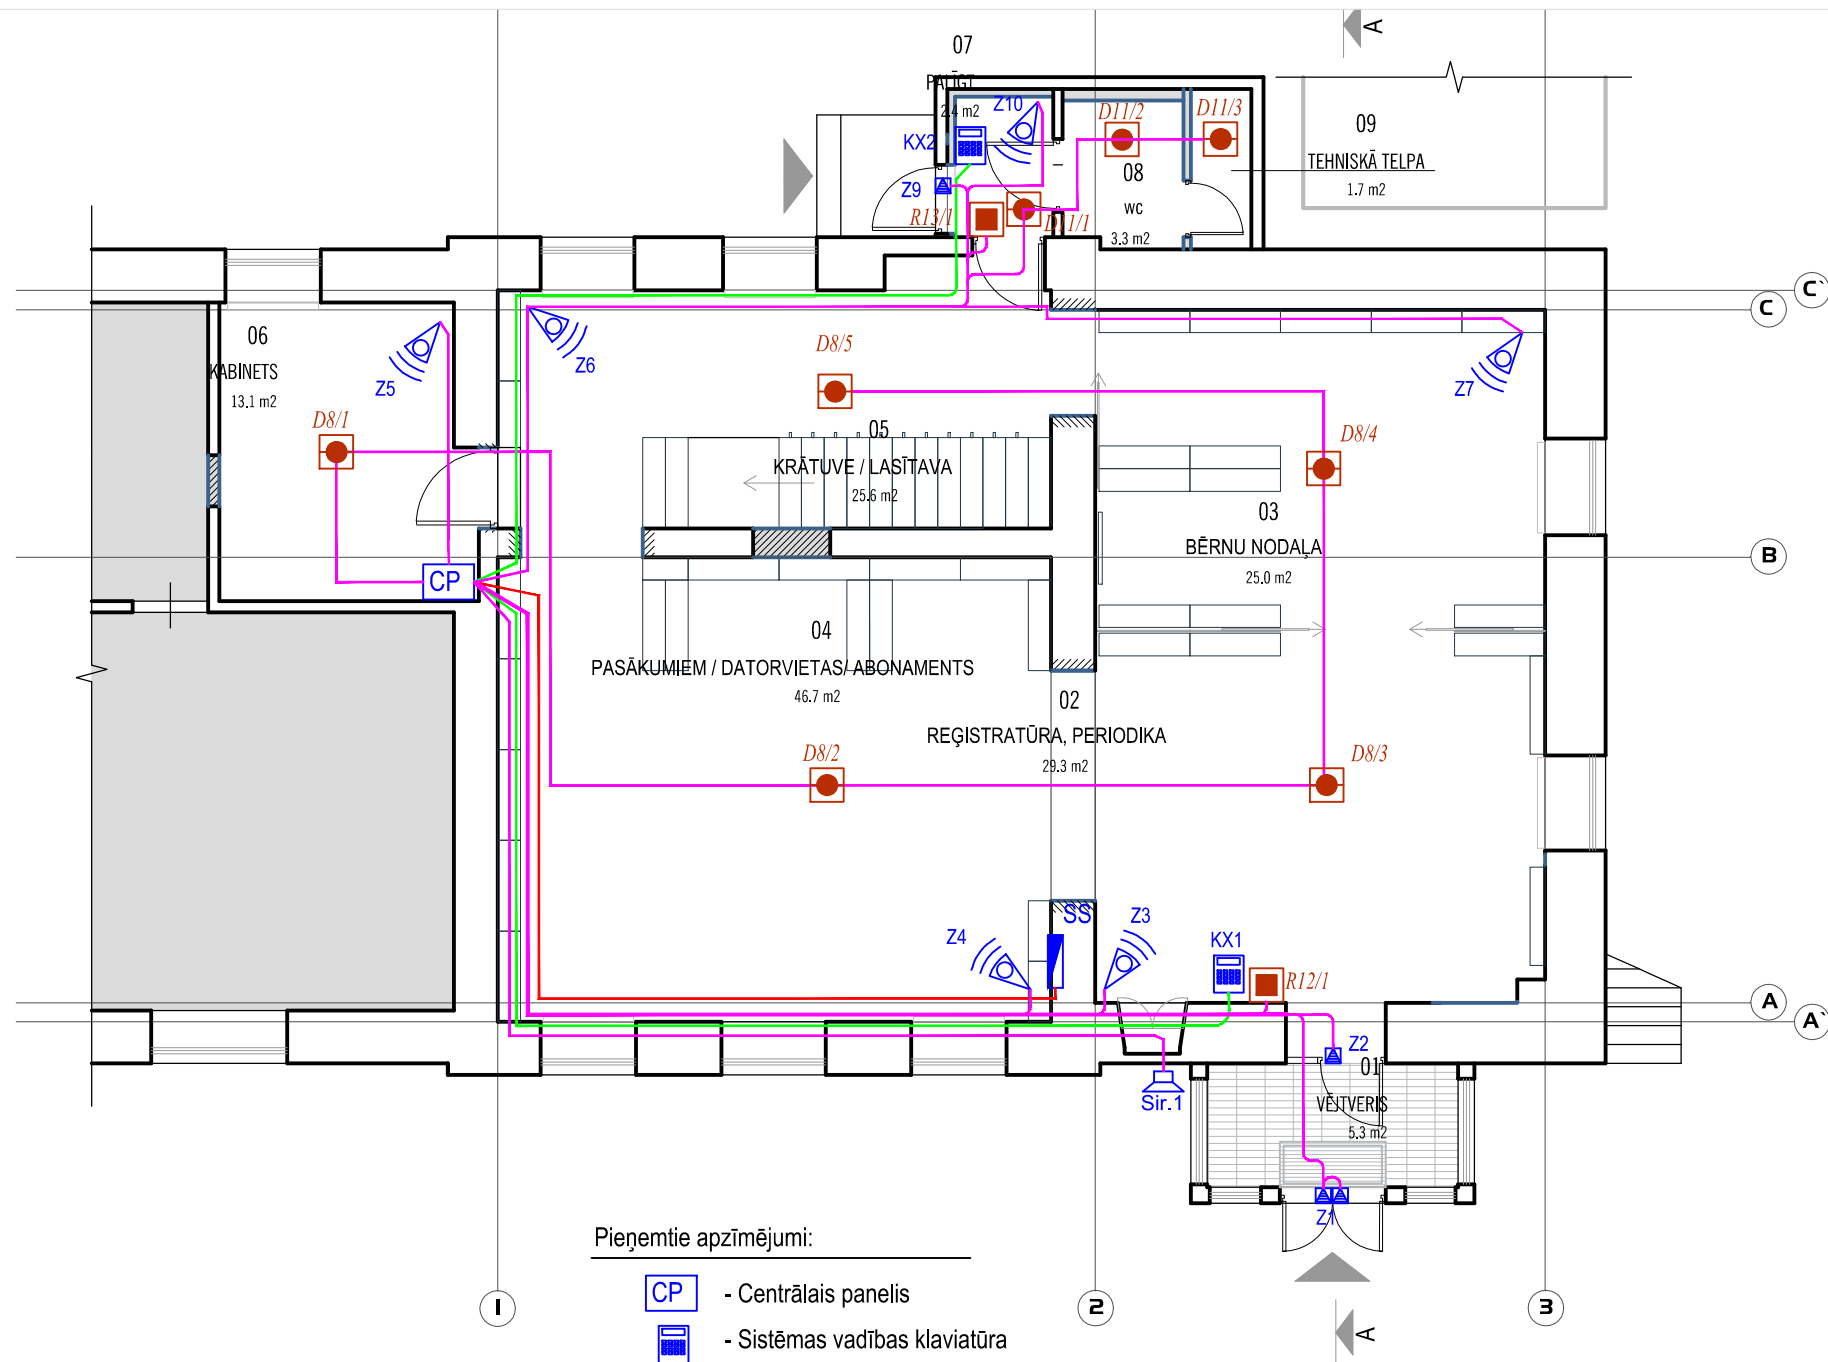 07
PALĪGT
2.4 m2
Z10
KX2
Z9
R13/1
D11/1
D11/2
D11/3
08
WC
3.3 m2
09
TEHNISKĀ TELPA
1.7 m2
A
C`
C
06
KABINETS
13.1 m2
Z5
Z6
D8/5
Z7
D8/1
D8/4
05
KRĀTUVE / LASĪTAVA
25.6 m2
03
BĒRNU NODAĻA
25.0 m2
B
CP
04
PASĀKUMIEM / DATORVIETAS/ ABONAMENTS
46.7 m2
02
REĢISTRATŪRA, PERIODIKA
29.3 m2
D8/2
D8/3
SS
Z4
Z3
KX1
R12/1
A
A`
Z2
01
VĒJTVERIS
5.3 m2
Sir.1
Z1
Pieņemtie apzīmējumi:
CP - Centrālais panelis
- Sistēmas vadības klaviatūra
1
2
3
A